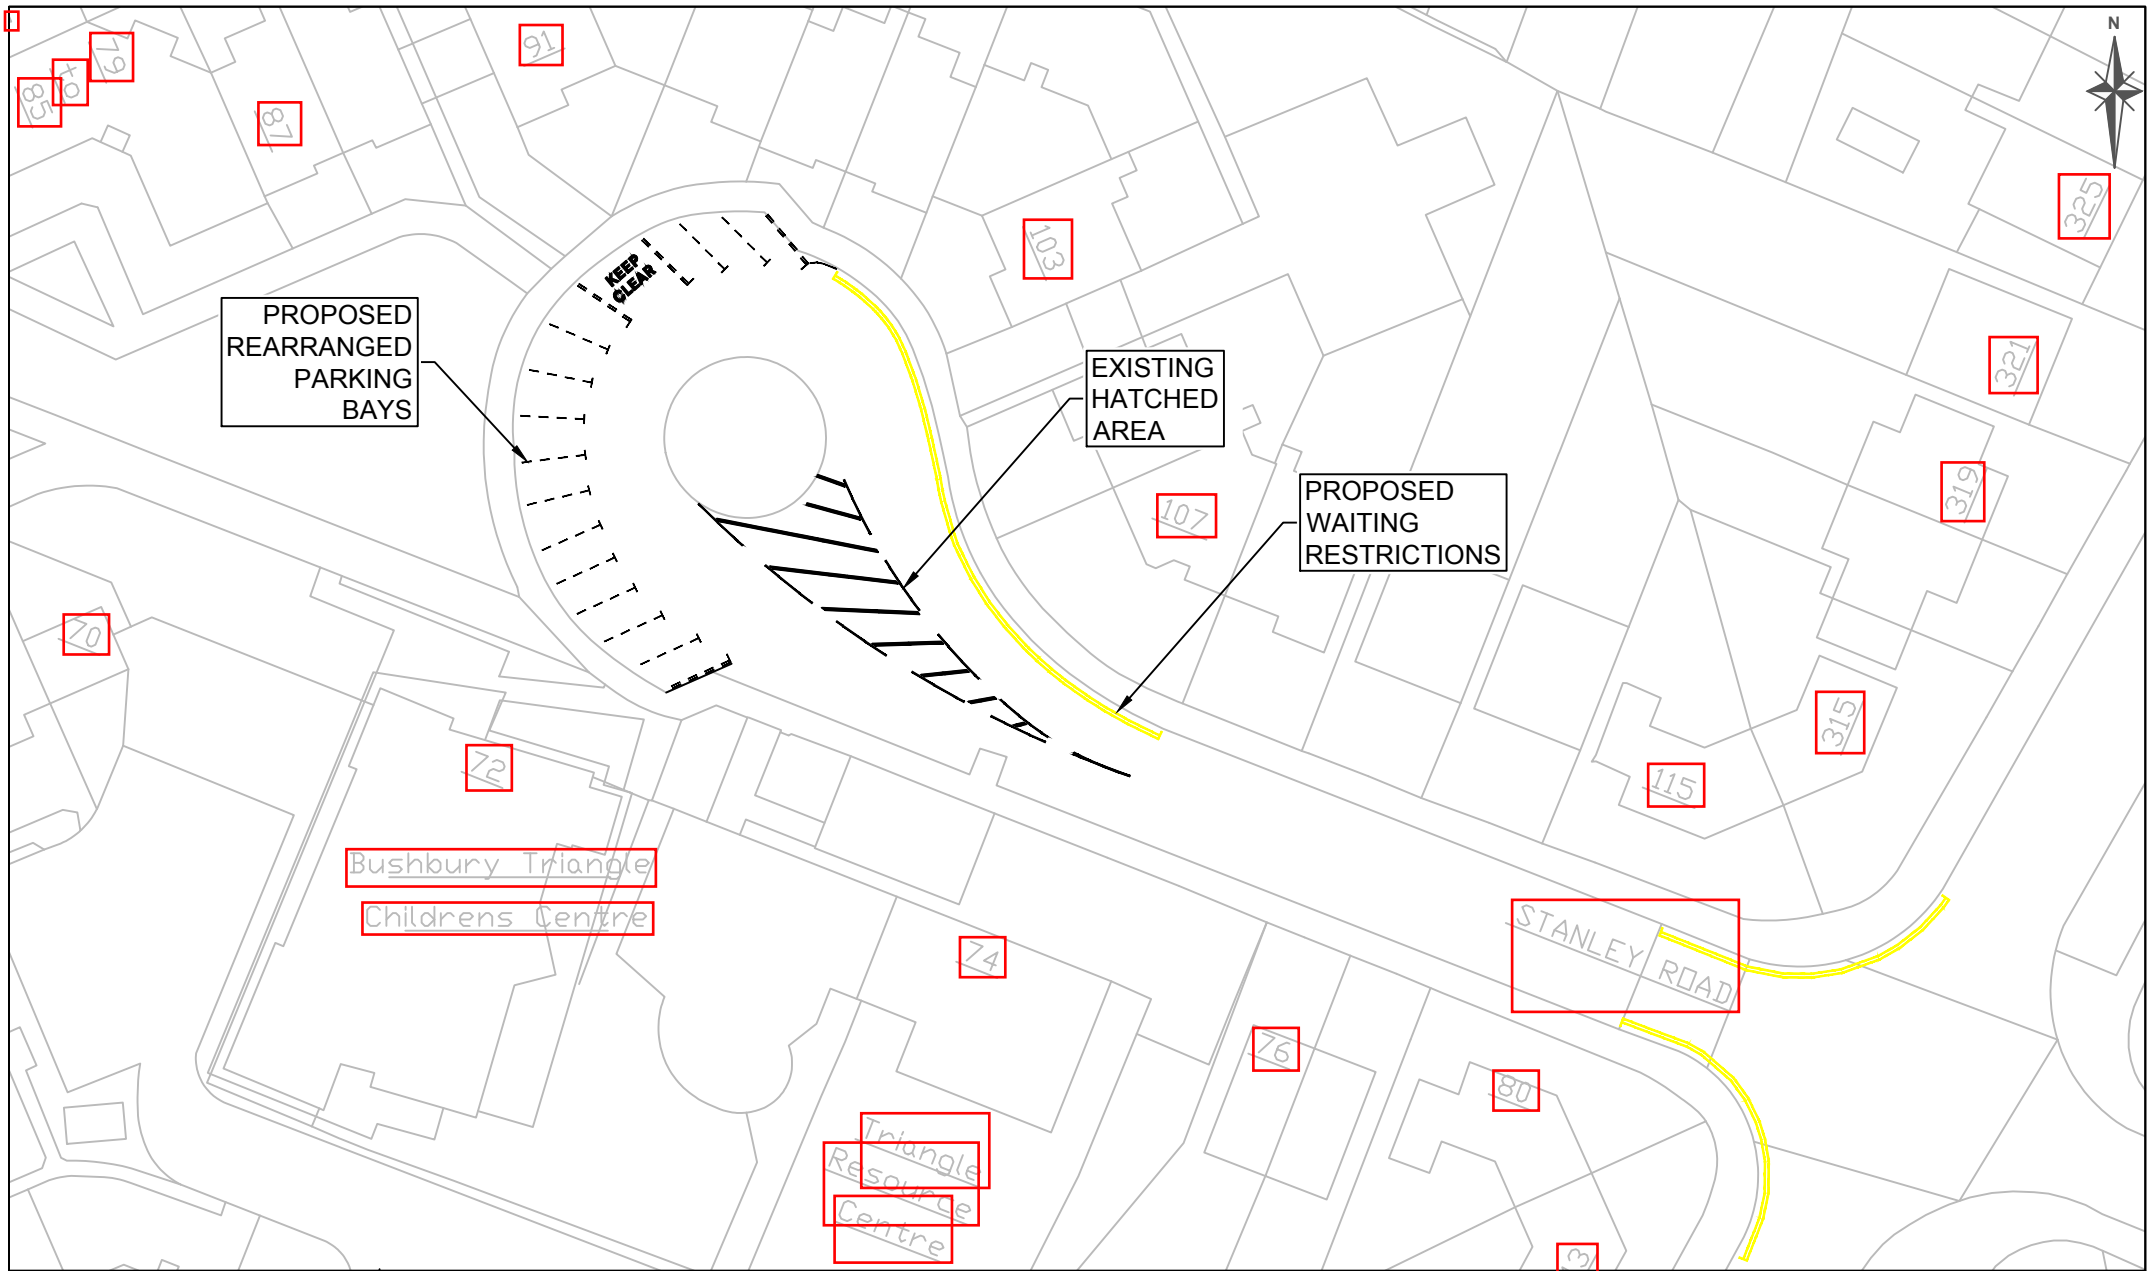 N
91
79
to
85
87
325
103
KEEP
CLEAR
PROPOSED
REARRANGED
PARKING
BAYS
321
EXISTING
HATCHED
AREA
319
PROPOSED
WAITING
RESTRICTIONS
107
70
315
72
115
Bushbury Triangle
Childrens Centre
STANLEY ROAD
74
76
80
Triangle
Resource
Centre